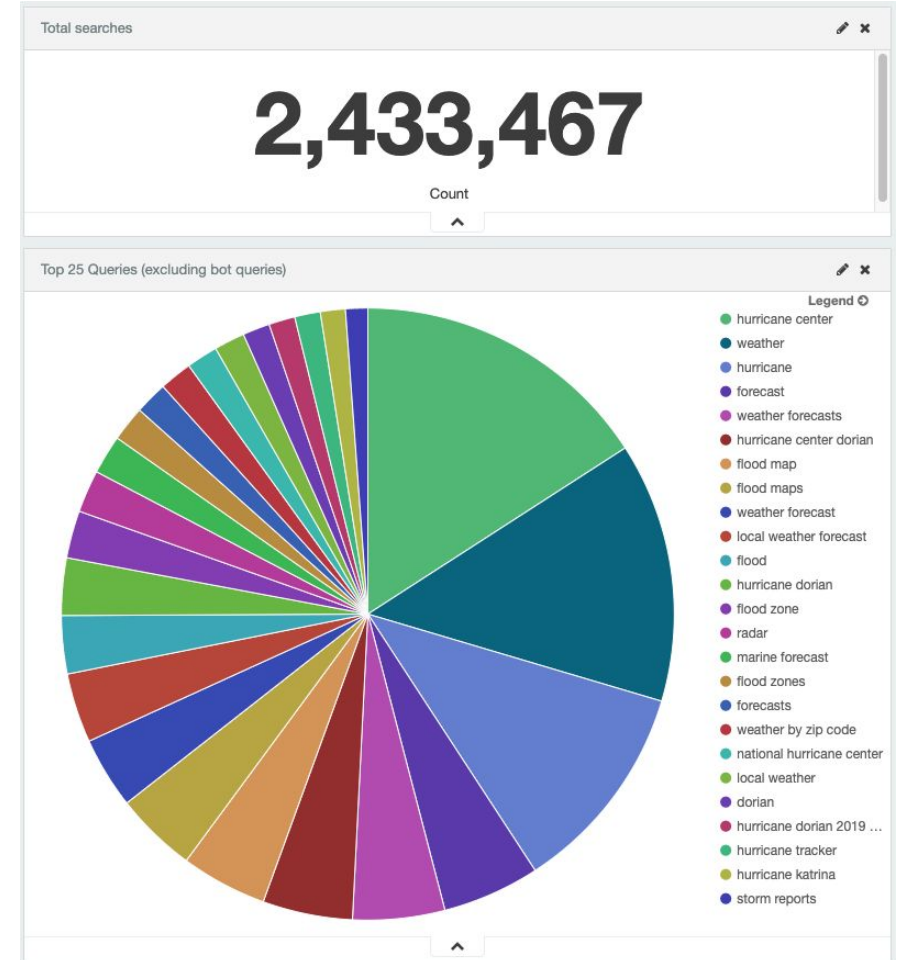 Total searches
2,433,467
Count
Top 25 Queries (excluding bot queries)
Legend
hurricane center
weather
hurricane
forecast
weather forecasts
hurricane center dorian
flood map
flood maps
weather forecast
local weather forecast
flood
hurricane dorian
flood zone
radar
marine forecast
flood zones
forecasts
weather by zip code
national hurricane center
local weather
dorian
hurricane dorian 2019 ...
hurricane tracker
hurricane katrina
storm reports